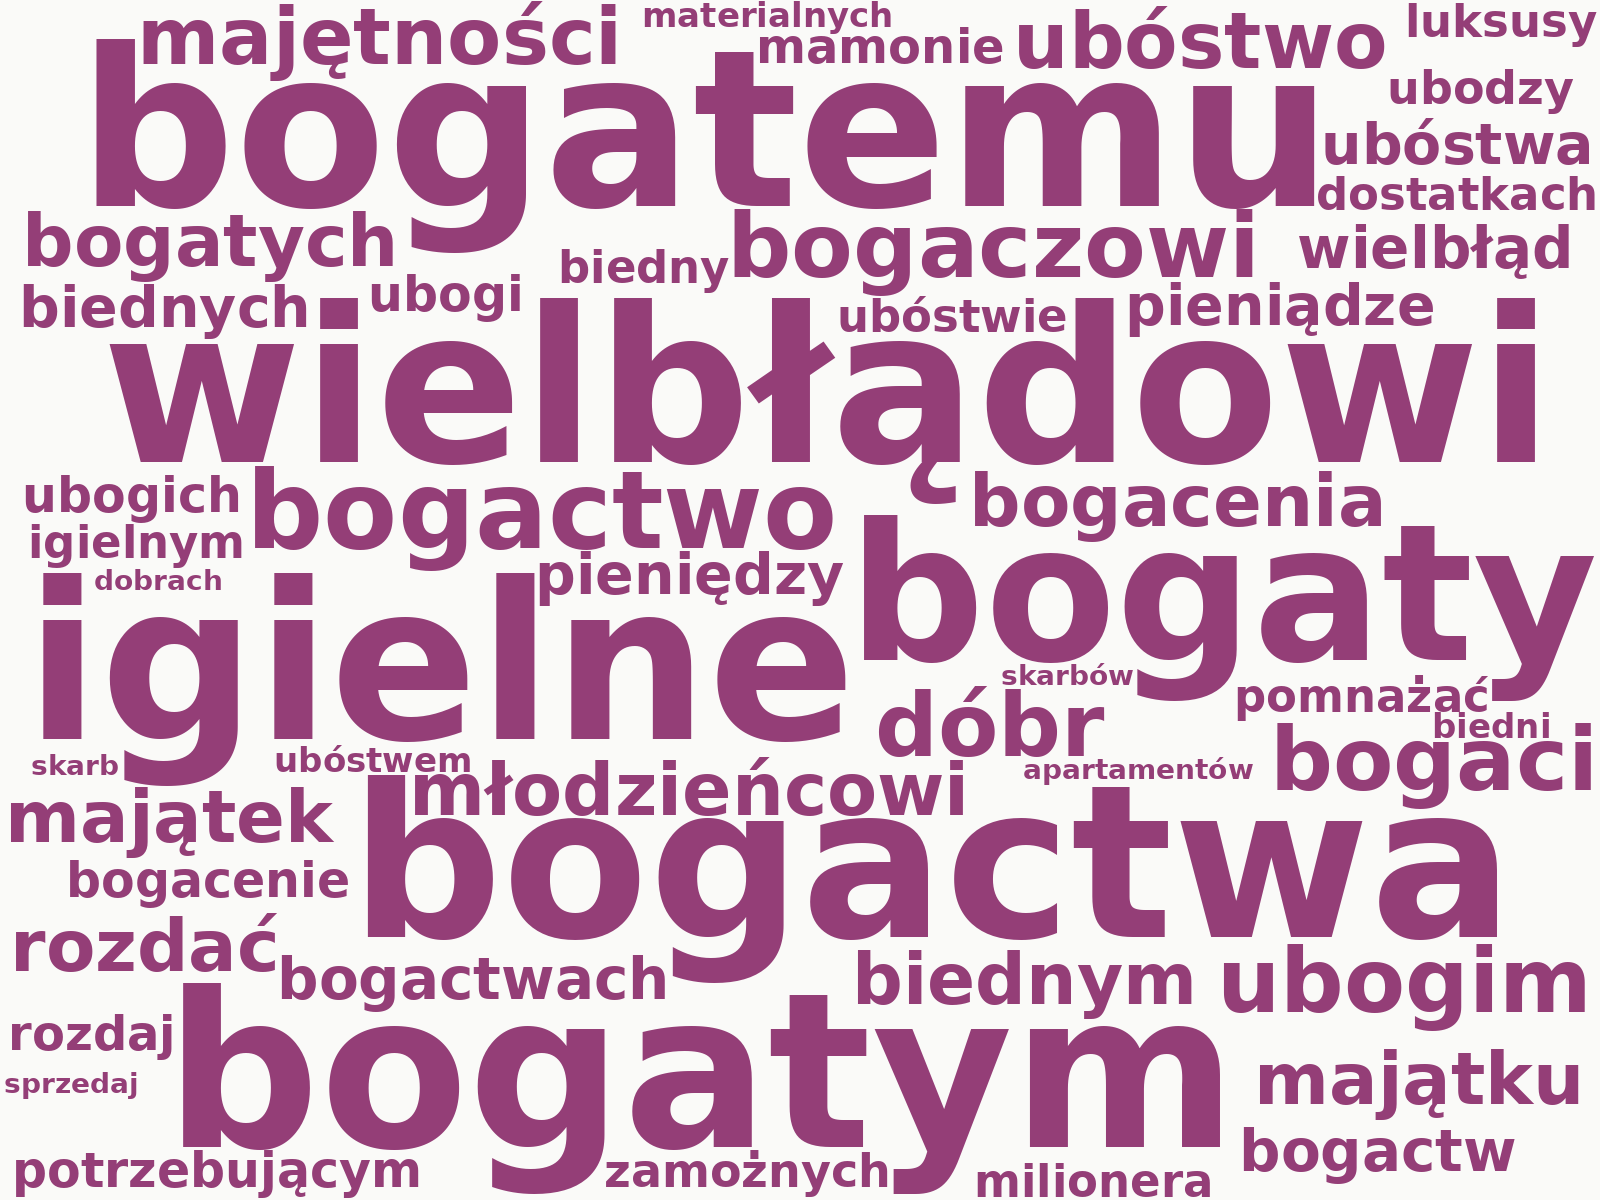 majętności
materialnych
mamonie
ubóstwo
luksusy
bogatemu
ubodzy
ubóstwa
dostatkach
bogatych
biedny
bogaczowi
wielbłąd
biednych
ubogi
ubóstwie
pieniądze
wielbłądowi
ubogich
bogactwo
bogacenia
igielnym
dobrach
pieniędzy
bogaty
igielne
skarbów
pomnażać
dóbr
biedni
skarb
ubóstwem
apartamentów
bogaci
młodzieńcowi
majątek
bogactwa
bogacenie
rozdać
bogactwach
biednym
ubogim
rozdaj
bogatym
sprzedaj
majątku
bogactw
potrzebującym
zamożnych
milionera